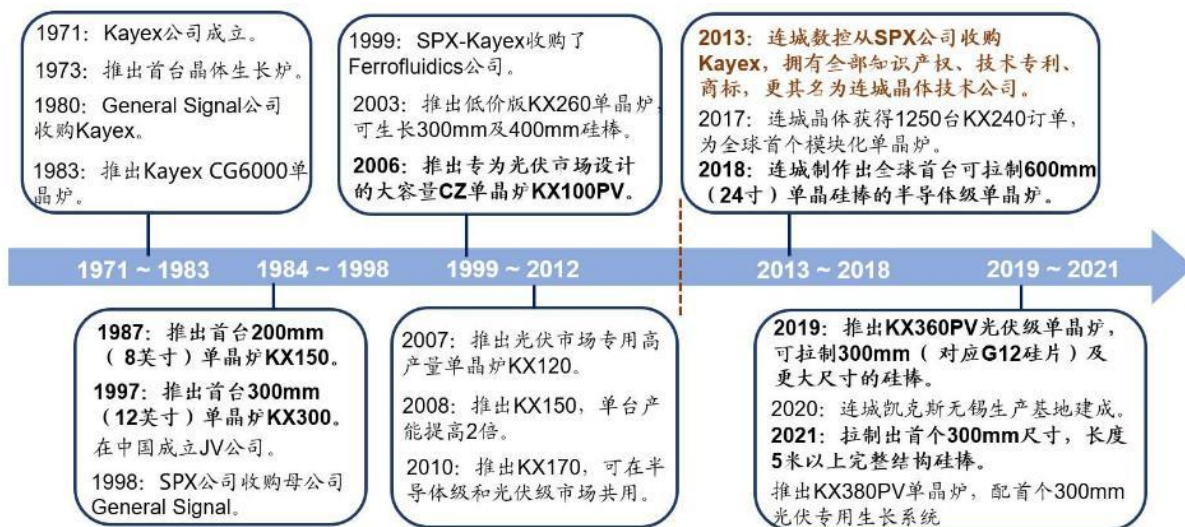 1971：Kayex公司成立。
1973：推出首台晶体生长炉。
1980：General Signal公司
收购Kayex。
1983：推出Kayex CG6000单
晶炉。
1999：SPX-Kayex收购了
Ferrofluidics公司。
2003：推出低价版KX260单晶炉，
可生长300mm及400mm硅棒。
2006：推出专为光伏市场设计
的大容量CZ单晶炉KX100PV。
2013：连城数控从SPX公司收购
Kayex，拥有全部知识产权、技术专利、
商标，更其名为连城晶体技术公司。
2017：连城晶体获得1250台KX240订单，
为全球首个模块化单晶炉。
2018：连城制作出全球首台可拉制600mm
（24寸）单晶硅棒的半导体级单晶炉。
1971 ~ 1983
1984 ~ 1998
1999 ~ 2012
2013 ~ 2018
2019 ~ 2021
1987：推出首台200mm
（ 8英寸）单晶炉KX150。
1997：推出首台300mm
（12英寸）单晶炉KX300。
在中国成立JV公司。
1998：SPX公司收购母公司
General Signal。
2007：推出光伏市场专用高
产量单晶炉KX120。
2008：推出KX150，单台产
能提高2倍。
2010：推出KX170，可在半
导体级和光伏级市场共用。
2019：推出KX360PV光伏级单晶炉，
可拉制300mm（ 对应G12硅片）及
更大尺寸的硅棒。
2020：连城凯克斯无锡生产基地建成。
2021：拉制出首个300mm尺寸，长度
5米以上完整结构硅棒。
推出KX380PV单晶炉，配首个300mm
光伏专用生长系统